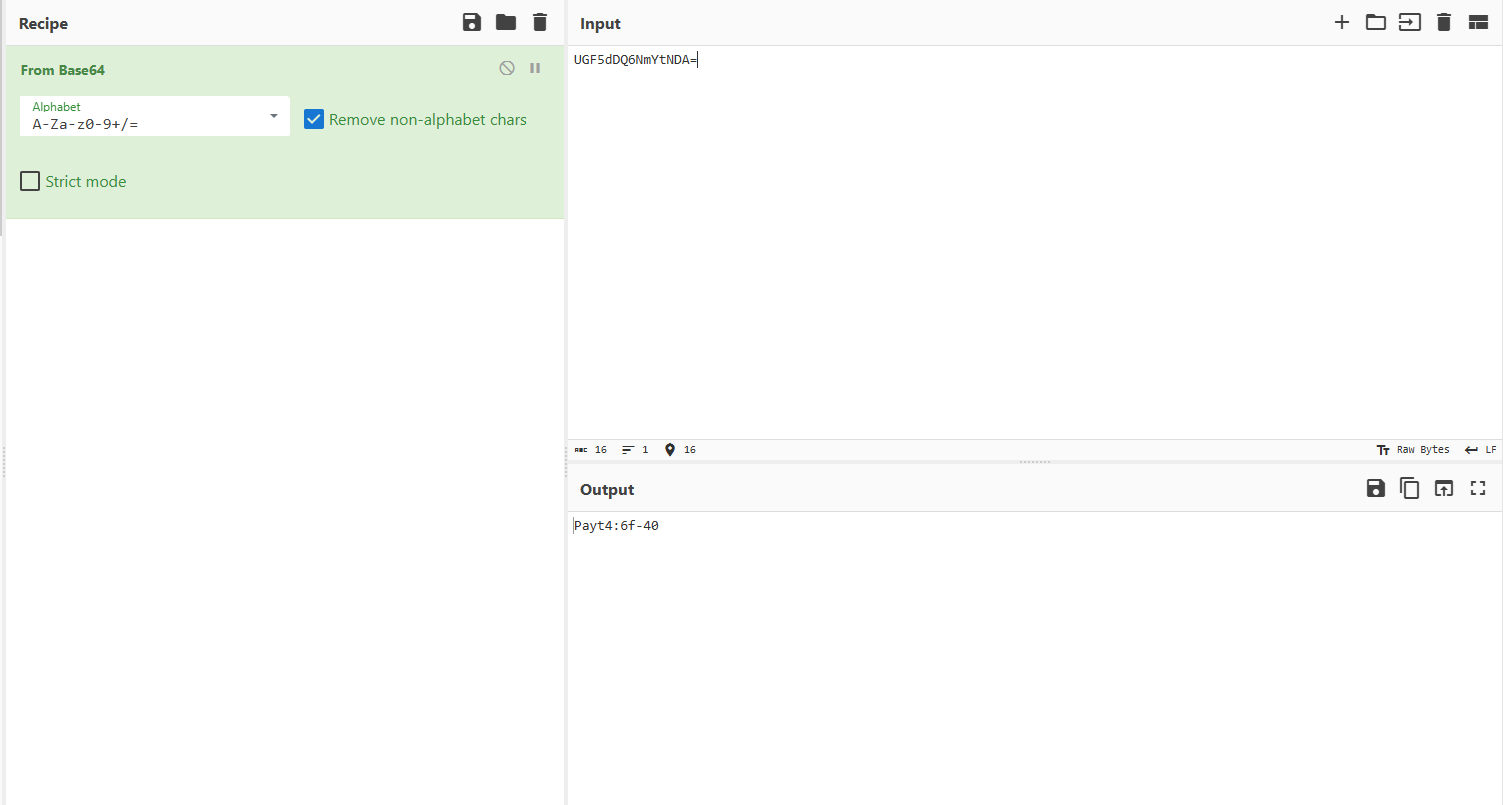 Recipe
From Base64
Alphabet
A-Za-z0-9+/=
Remove non-alphabet chars
Strict mode
Input
UGF5dDQ6NmYtNDA=
ABC 16 1 16
Tт Raw Bytes LF
Output
Payt4:6f-40